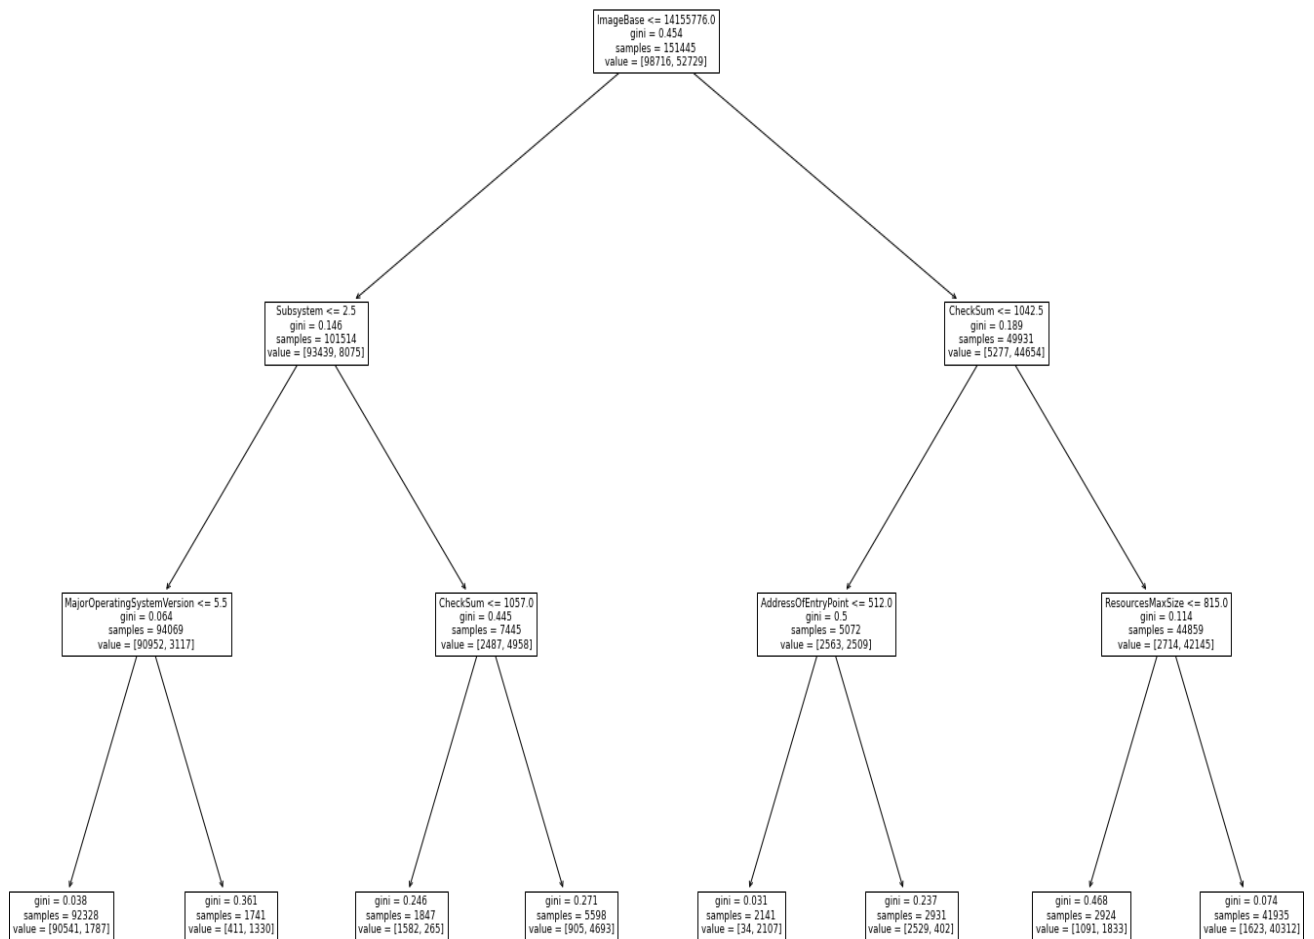 ImageBase <= 14155776.0
gini = 0.454
samples = 151445
value = [98716, 52729]
Subsystem <= 2.5
gini = 0.146
samples = 101514
value = [93439, 8075]
CheckSum <= 1042.5
gini = 0.189
samples = 49931
value = [5277, 44654]
MajorOperatingSystemVersion <= 5.5
gini = 0.064
samples = 94069
value = [90952, 3117]
CheckSum <= 1057.0
gini = 0.445
samples = 7445
value = [2487, 4958]
AddressOfEntryPoint <= 512.0
gini = 0.5
samples = 5072
value = [2563, 2509]
ResourcesMaxSize <= 815.0
gini = 0.114
samples = 44859
value = [2714, 42145]
gini = 0.038
samples = 92328
value = [90541, 1787]
gini = 0.361
samples = 1741
value = [411, 1330]
gini = 0.246
samples = 1847
value = [1582, 265]
gini = 0.271
samples = 5598
value = [905, 4693]
gini = 0.031
samples = 2141
value = [34, 2107]
gini = 0.237
samples = 2931
value = [2529, 402]
gini = 0.468
samples = 2924
value = [1091, 1833]
gini = 0.074
samples = 41935
value = [1623, 40312]